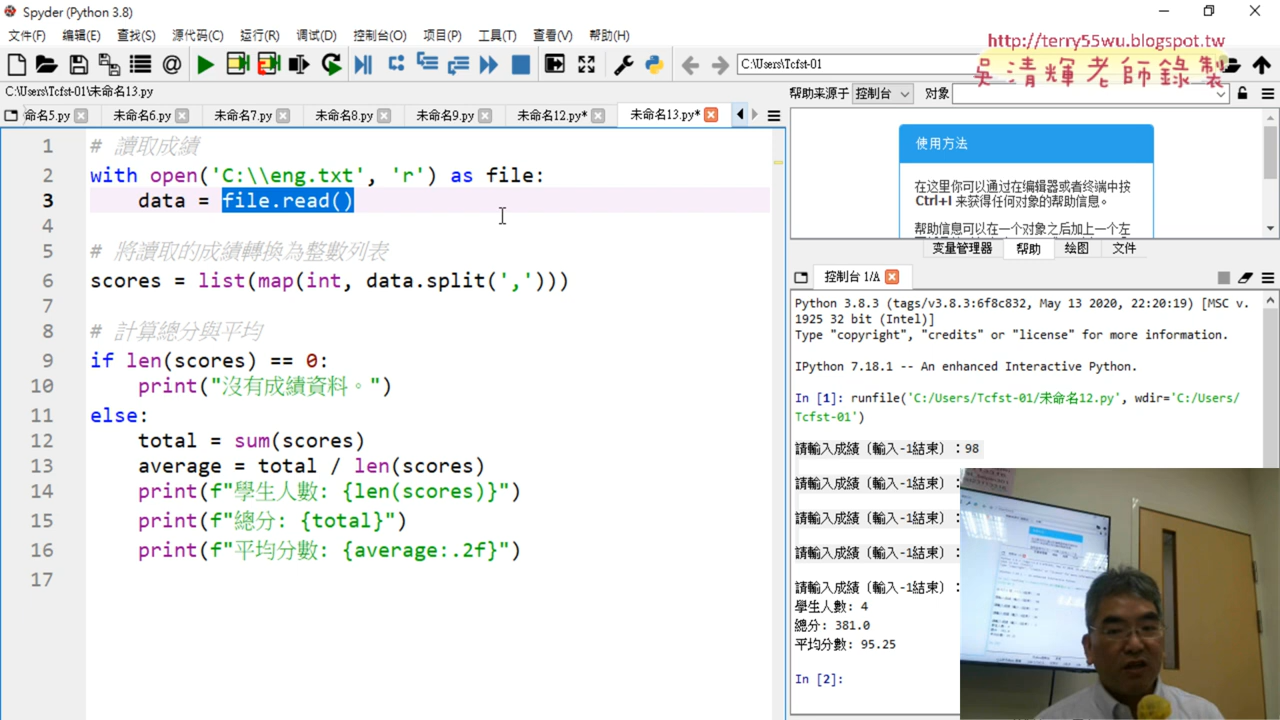 Spyder (Python 3.8)
文件(F) 编辑(E) 查找(S) 源代码(C) 运行(R) 调试(D) 控制台(O) 项目(P) 工具(T) 查看(V) 帮助(H)
http://terry55wu.blogspot.tw
吳清輝老師錄製
C:\Users\Tcfst-01
C:\Users\Tcfst-01\未命名13.py
帮助来源于 控制台 对象
命名5.py 未命名6.py 未命名7.py 未命名8.py 未命名9.py 未命名12.py* 未命名13.py*
1 # 讀取成績
2 with open('C:\\eng.txt', 'r') as file:
3 data = file.read()
4
5 # 將讀取的成績轉換為整數列表
6 scores = list(map(int, data.split(',')))
7
8 # 計算總分與平均
9 if len(scores) == 0:
10 print("沒有成績資料。")
11 else:
12 total = sum(scores)
13 average = total / len(scores)
14 print(f"學生人數: {len(scores)}")
15 print(f"總分: {total}")
16 print(f"平均分數: {average:.2f}")
17
使用方法
在这里你可以通过在编辑器或者终端中按
Ctrl+I 来获得任何对象的帮助信息。
帮助信息可以在一个对象之后加上一个左
变量管理器 帮助 绘图 文件
控制台 1/A
Python 3.8.3 (tags/v3.8.3:6f8c832, May 13 2020, 22:20:19) [MSC v.
1925 32 bit (Intel)]
Type "copyright", "credits" or "license" for more information.
IPython 7.18.1 -- An enhanced Interactive Python.
In [1]: runfile('C:/Users/Tcfst-01/未命名12.py', wdir='C:/Users/
Tcfst-01')
請輸入成績（輸入-1結束）：98
請輸入成績（輸入-1結束）：
請輸入成績（輸入-1結束）：
請輸入成績（輸入-1結束）：
請輸入成績（輸入-1結束）：
學生人數: 4
總分: 381.0
平均分數: 95.25
In [2]: